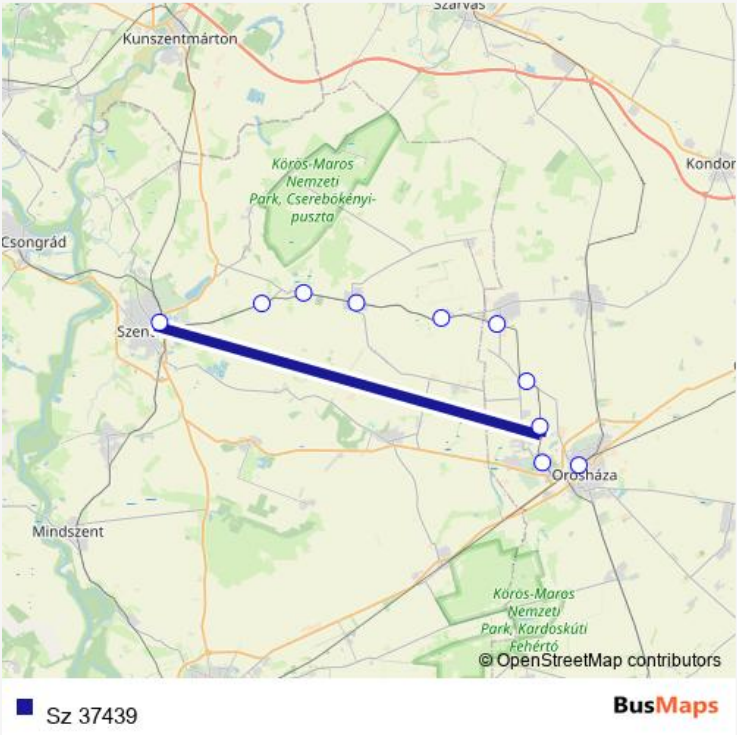 Szarvas
Kunszentmárton
Körös-Maros
Nemzeti
Park, Cserebökényi-
puszta
Kondor
Csongrád
Szent
Orosháza
Mindszent
Körös-Maros
Nemzeti
Park, Kardoskúti
Fehértó
© OpenStreetMap contributors
Sz 37439
BusMaps